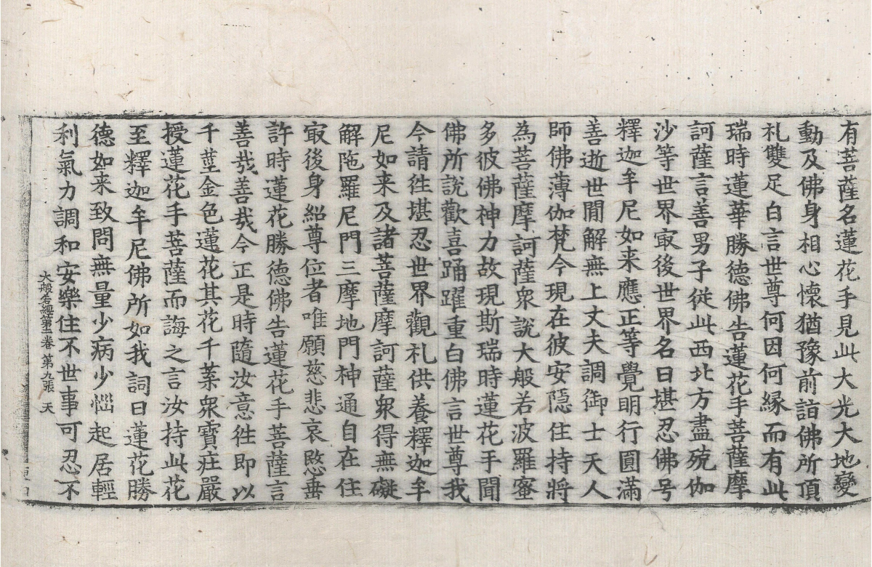 有菩薩名蓮花手見此大光大地變
動及佛身相心懷猶豫前詣佛所頂
礼雙足白言世尊何因何緣而有此
瑞時蓮華勝德佛告蓮花手菩薩摩
訶薩言善男子從此西北方盡殑伽
沙等世界㝡後世界名曰堪忍佛号
釋迦牟尼如来應正等覺明行圓滿
善逝世閒解無上丈夫調御士天人
師佛薄伽梵今現在彼安隱住持將
為菩薩摩訶薩衆說大般若波羅蜜
多彼佛神力故現斯瑞時蓮花手聞
佛所說歡喜踊躍重白佛言世尊我
今請徃堪忍世界觀礼供養釋迦牟
尼如来及諸菩薩摩訶薩衆得無礙
解陁羅尼門三摩地門神通自在住
㝡後身紹尊位者唯願慈悲哀愍垂
許時蓮花勝德佛告蓮花手菩薩言
善哉善哉今正是時隨汝意徃即以
千莖金色蓮花其花千葉衆寶莊嚴
授蓮花手菩薩而誨之言汝持此花
至釋迦牟尼佛所如我詞曰蓮花勝
德如来致問無量少病少惱起居輕
利氣力調和安樂住不世事可忍不
大般若經第二卷 第九張 天